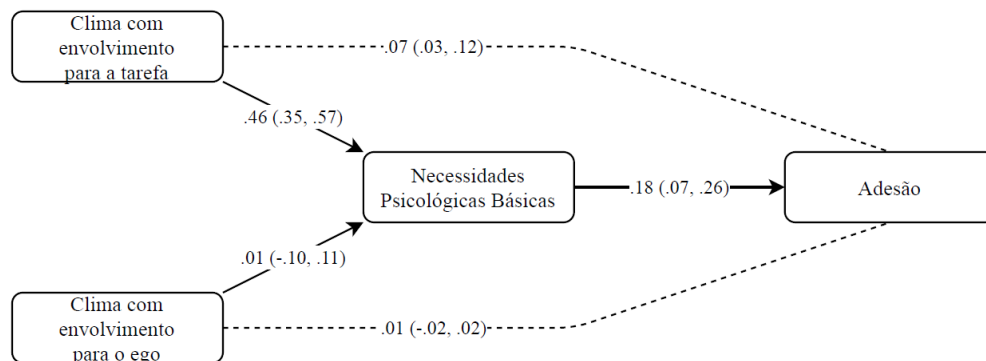 Clima com
envolvimento
para a tarefa
.07 (.03, .12)
.46 (.35, .57)
Necessidades
Psicológicas Básicas
.18 (.07, .26)
Adesão
.01 (-.10, .11)
Clima com
envolvimento
para o ego
.01 (-.02, .02)